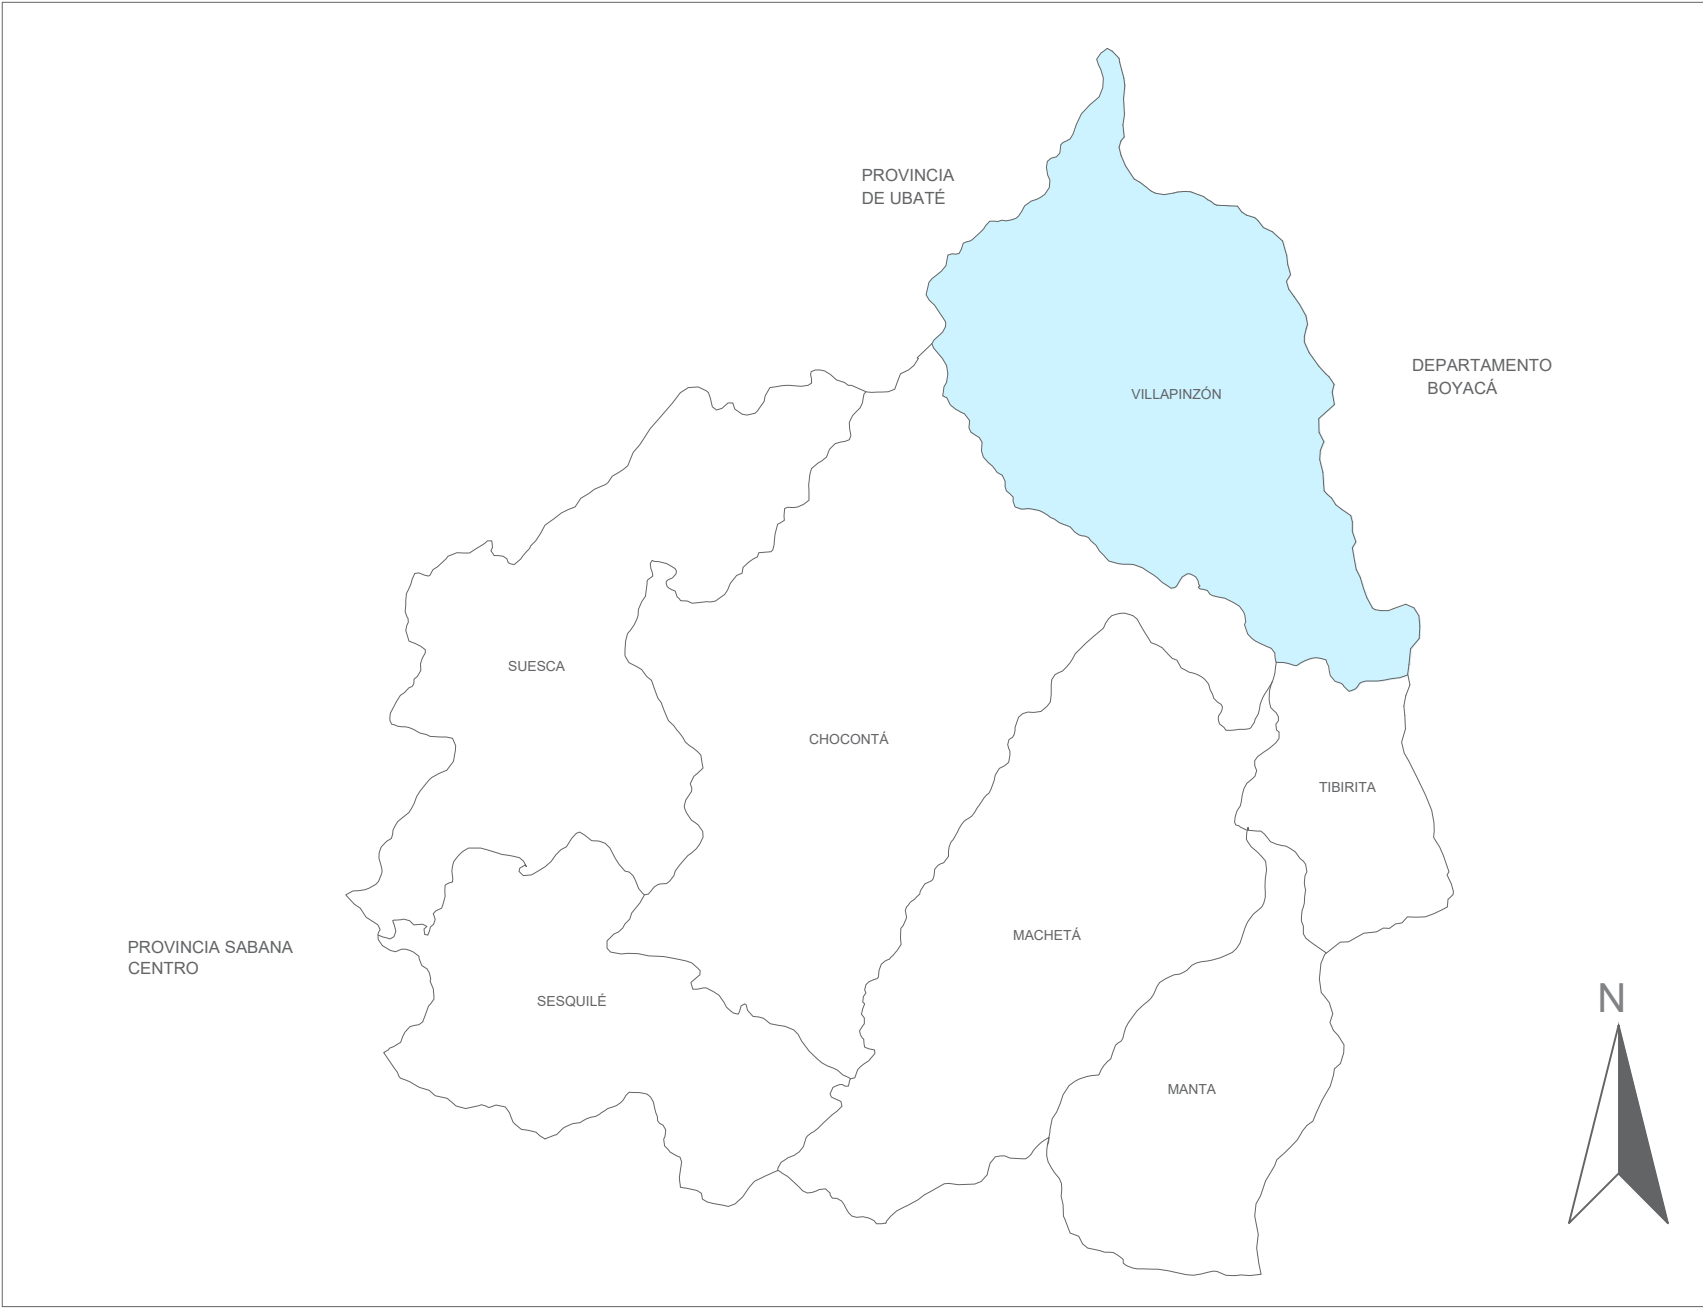 PROVINCIA
DE UBATÉ
DEPARTAMENTO
BOYACÁ
VILLAPINZÓN
SUESCA
CHOCONTÁ
TIBIRITA
MACHETÁ
PROVINCIA SABANA
CENTRO
SESQUILÉ
N
MANTA